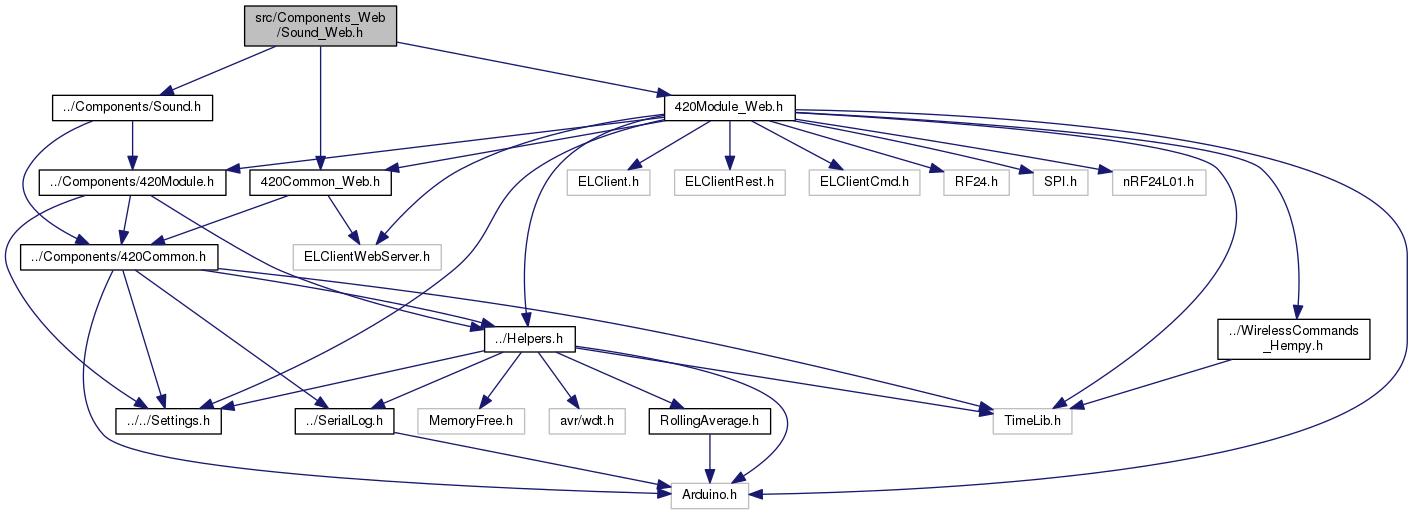 src/Components_Web
/Sound_Web.h
../Components/Sound.h
420Module_Web.h
../Components/420Module.h
420Common_Web.h
ELClient.h
ELClientRest.h
ELClientCmd.h
RF24.h
SPI.h
nRF24L01.h
../Components/420Common.h
ELClientWebServer.h
../Helpers.h
../WirelessCommands
_Hempy.h
../../Settings.h
../SerialLog.h
MemoryFree.h
avr/wdt.h
RollingAverage.h
TimeLib.h
Arduino.h